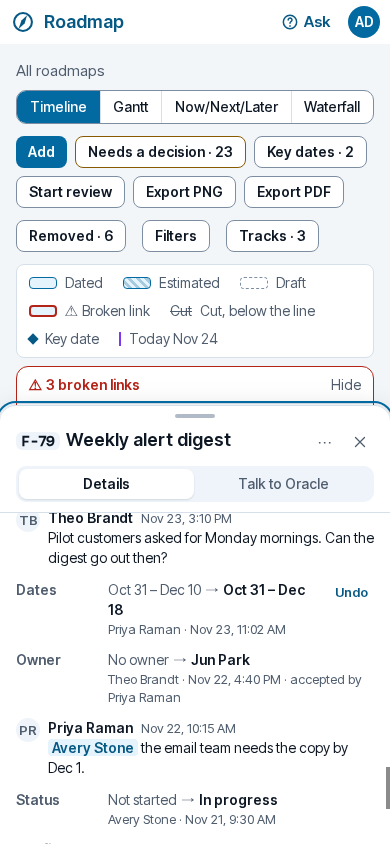 Roadmap
Ask
AD
All roadmaps
Timeline
Gantt
Now/Next/Later
Waterfall
Add
Needs a decision · 23
Key dates · 2
Start review
Export PNG
Export PDF
Removed · 6
Filters
Tracks · 3
Dated
Estimated
Draft
⚠ Broken link
Cut Cut, below the line
Key date
Today Nov 24
⚠ 3 broken links
Hide
F-79 Weekly alert digest
...
Details
Talk to Oracle
TB
Theo Brandt Nov 23, 3:10 PM
Pilot customers asked for Monday mornings. Can the
digest go out then?
Dates
Oct 31 – Dec 10 → Oct 31 – Dec
18
Undo
Priya Raman · Nov 23, 11:02 AM
Owner
No owner → Jun Park
Theo Brandt · Nov 22, 4:40 PM · accepted by
Priya Raman
PR
Priya Raman Nov 22, 10:15 AM
Avery Stone the email team needs the copy by
Dec 1.
Status
Not started → In progress
Avery Stone · Nov 21, 9:30 AM